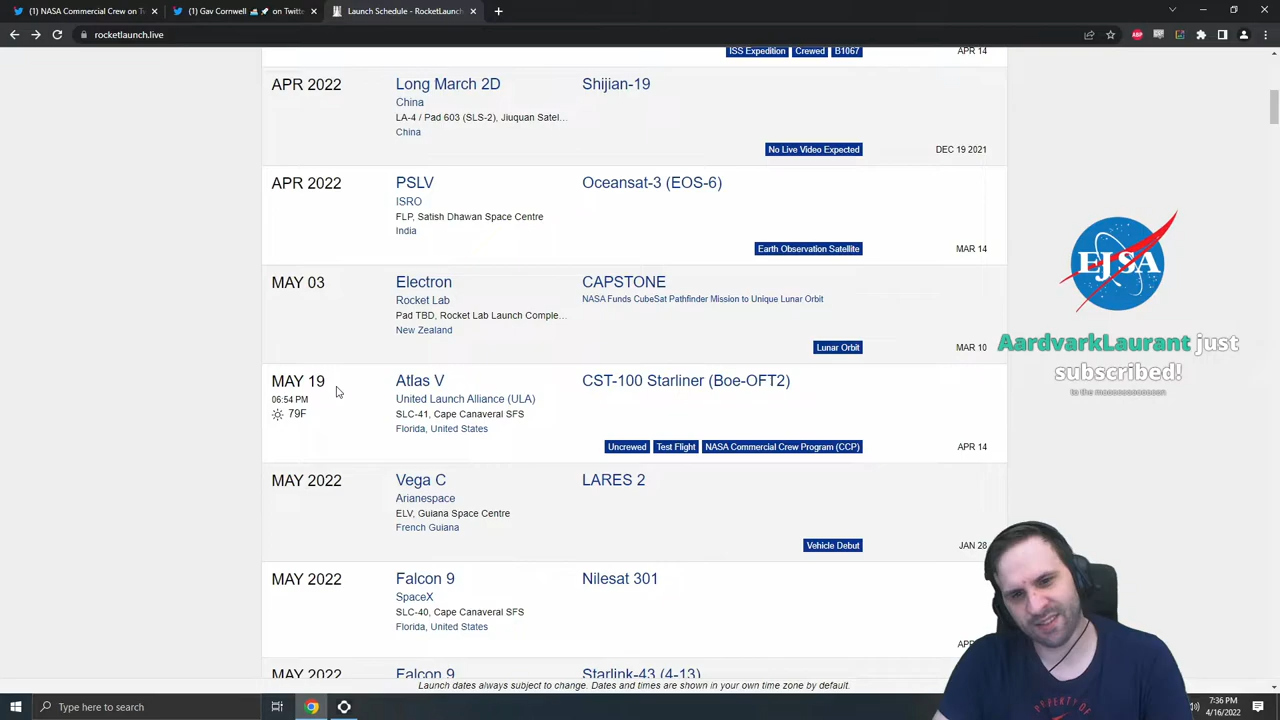 (1) NASA Commercial Crew on T
(1) Gav Cornwell
on Twitte
Launch Schedule - RocketLaunch.
rocketlaunch.live
ISS Expedition
Crewed
B1067
APR 14
APR 2022
Long March 2D
Shijian-19
China
LA-4 / Pad 603 (SLS-2), Jiuquan Satel…
China
No Live Video Expected
DEC 19 2021
APR 2022
PSLV
Oceansat-3 (EOS-6)
ISRO
FLP, Satish Dhawan Space Centre
India
Earth Observation Satellite
MAR 14
MAY 03
Electron
CAPSTONE
Rocket Lab
NASA Funds CubeSat Pathfinder Mission to Unique Lunar Orbit
Pad TBD, Rocket Lab Launch Comple…
New Zealand
Lunar Orbit
MAR 10
MAY 19
06:54 PM
79F
Atlas V
CST-100 Starliner (Boe-OFT2)
United Launch Alliance (ULA)
SLC-41, Cape Canaveral SFS
Florida, United States
Uncrewed
Test Flight
NASA Commercial Crew Program (CCP)
APR 14
MAY 2022
Vega C
LARES 2
Arianespace
ELV, Guiana Space Centre
French Guiana
Vehicle Debut
JAN 28
MAY 2022
Falcon 9
Nilesat 301
SpaceX
SLC-40, Cape Canaveral SFS
Florida, United States
MAY 2022
Falcon 9
Starlink-43 (4-13)
Launch dates always subject to change. Dates and times are shown in your own time zone by default.
EJSA
AardvarkLaurant just
subscribed!
PROPERTY OF
Type here to search
7:36 PM
4/16/2022